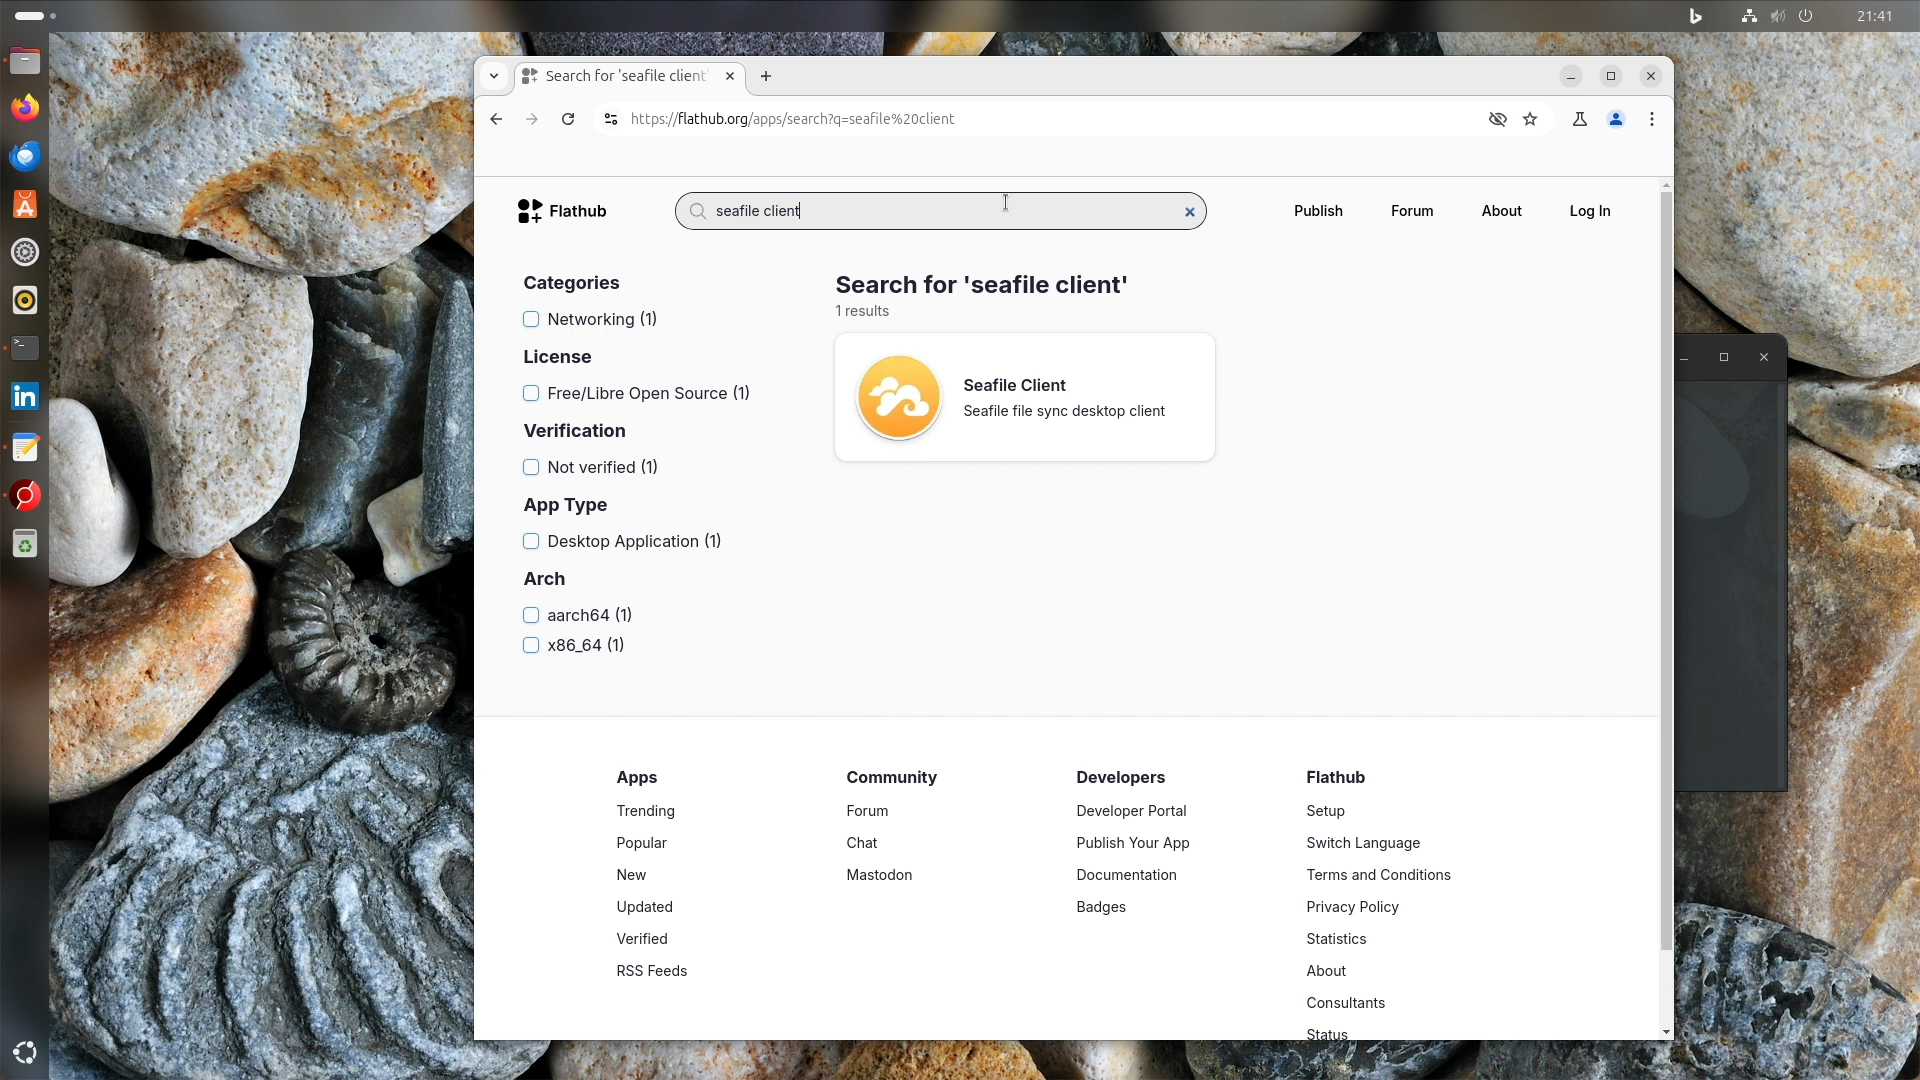 21:41
Search for 'seafile client'
https://flathub.org/apps/search?q=seafile%20client
Flathub
seafile client
Publish
Forum
About
Log In
Categories
Networking (1)
License
Free/Libre Open Source (1)
Verification
Not verified (1)
App Type
Desktop Application (1)
Arch
aarch64 (1)
x86_64 (1)
Search for 'seafile client'
1 results
Seafile Client
Seafile file sync desktop client
Apps
Trending
Popular
New
Updated
Verified
RSS Feeds
Community
Forum
Chat
Mastodon
Developers
Developer Portal
Publish Your App
Documentation
Badges
Flathub
Setup
Switch Language
Terms and Conditions
Privacy Policy
Statistics
About
Consultants
Status